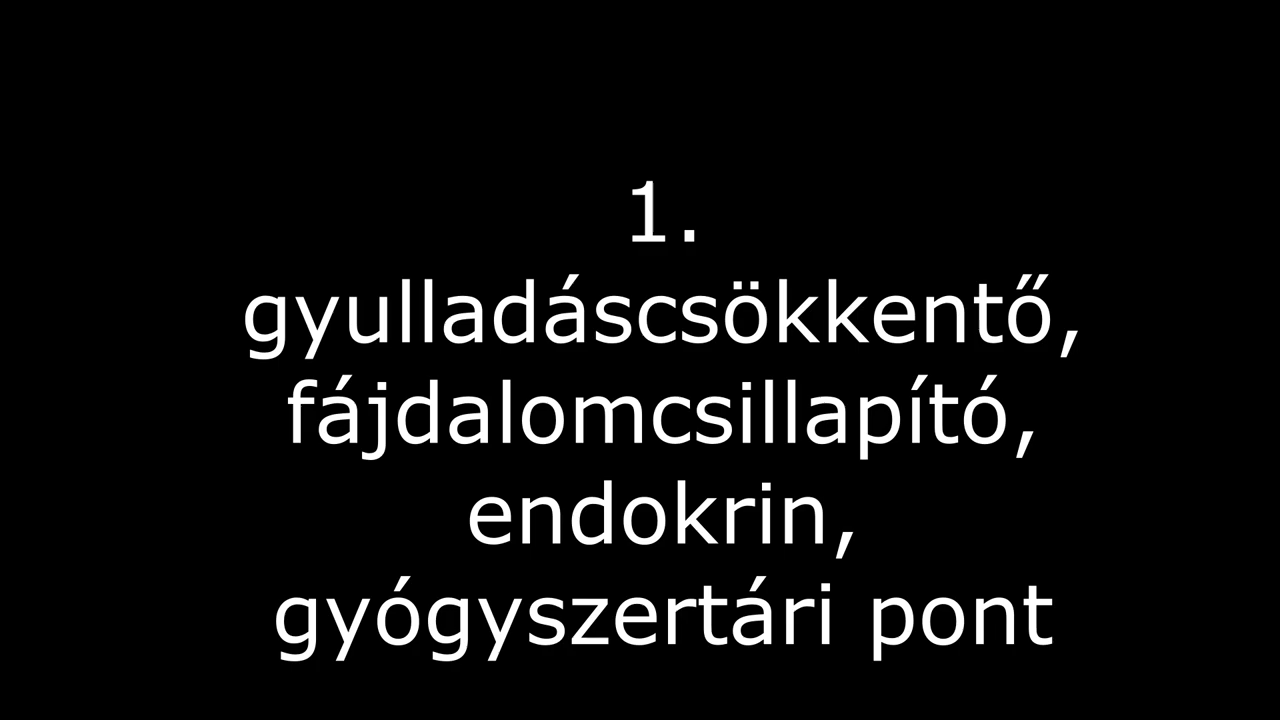 1.
gyulladáscsökkentő,
fájdalomcsillapító,
endokrin,
gyógyszertári pont